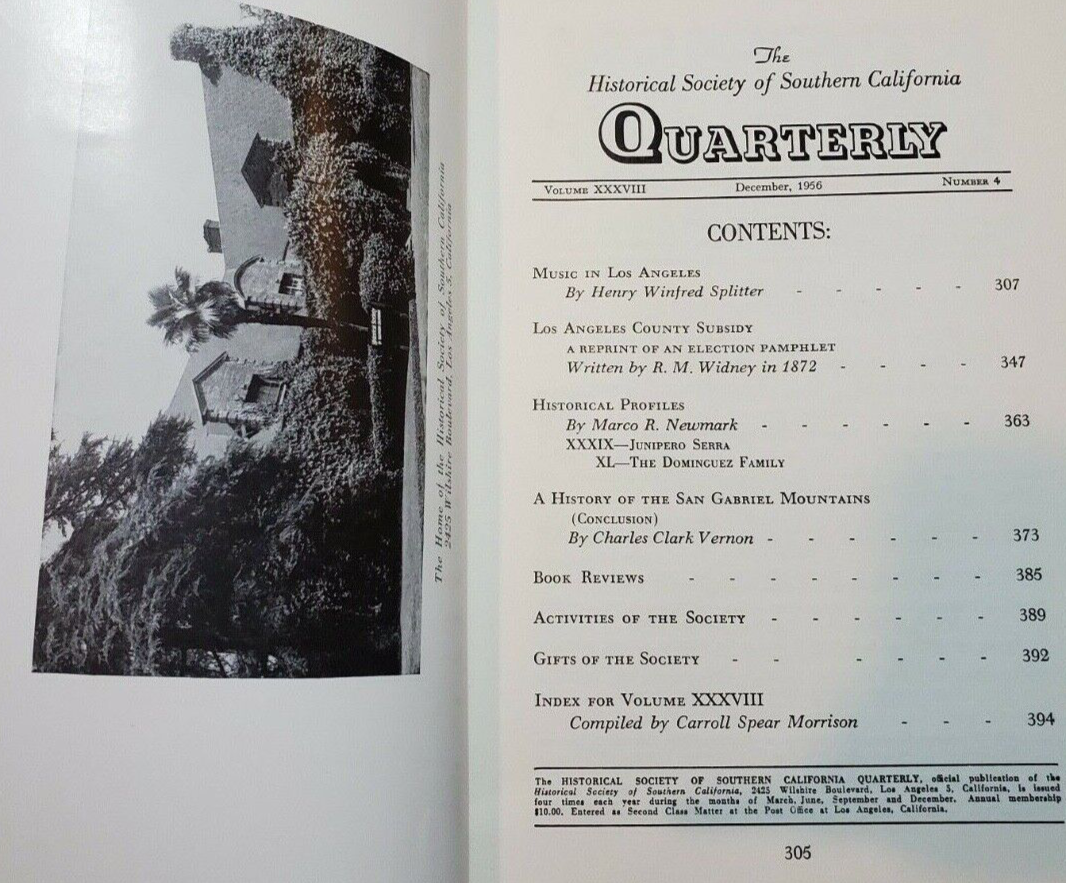 The Home of the Historical Society of Southern California
2425 Wilshire Boulevard, Los Angeles 5, California
The
Historical Society of Southern California
QUARTERLY
VOLUME XXXVIII December, 1956 NUMBER 4
CONTENTS:
MUSIC IN LOS ANGELES
By Henry Winfred Splitter - - - - - 307
LOS ANGELES COUNTY SUBSIDY
A REPRINT OF AN ELECTION PAMPHLET
Written by R. M. Widney in 1872 - - - - 347
HISTORICAL PROFILES
By Marco R. Newmark - - - - - - 363
XXXIX—JUNIPERO SERRA
XL—THE DOMINGUEZ FAMILY
A HISTORY OF THE SAN GABRIEL MOUNTAINS
(CONCLUSION)
By Charles Clark Vernon - - - - - - 373
BOOK REVIEWS - - - - - - - - 385
ACTIVITIES OF THE SOCIETY - - - - - - 389
GIFTS OF THE SOCIETY - - - - - - 392
INDEX FOR VOLUME XXXVIII
Compiled by Carroll Spear Morrison - - - 394
The HISTORICAL SOCIETY OF SOUTHERN CALIFORNIA QUARTERLY, official publication of the
Historical Society of Southern California, 2425 Wilshire Boulevard, Los Angeles 5, California, is issued
four times each year during the months of March, June, September and December. Annual membership
$10.00. Entered as Second Class Matter at the Post Office at Los Angeles, California.
305